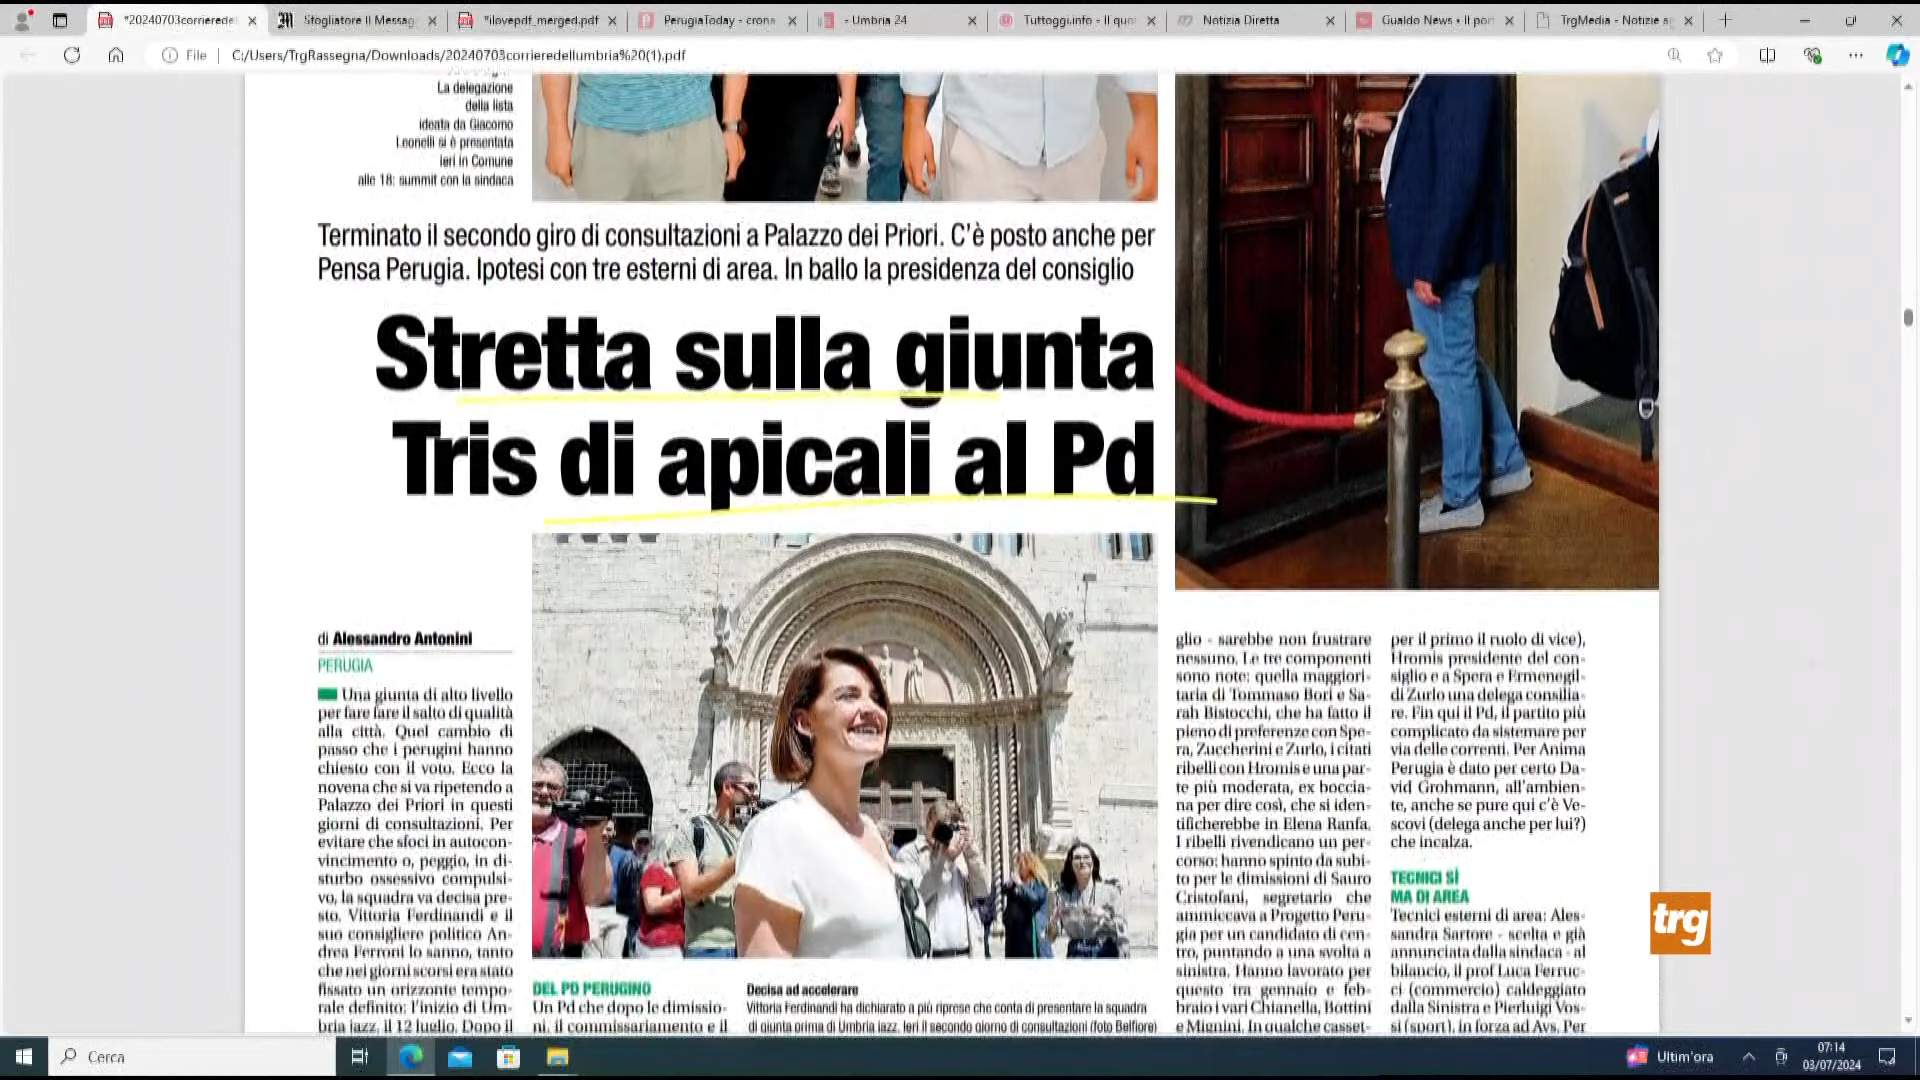 *20240703corrieredel
Sfogliatore Il Messag
*ilovepdf_merged.pdf
PerugiaToday - crona
- Umbria 24
Tuttoggi.info - Il quo
Notizia Diretta
Gualdo News • Il por
TrgMedia - Notizie a
File
C:/Users/TrgRassegna/Downloads/20240703corrieredellumbria%20(1).pdf
La delegazione
della lista
ideata da Giacomo
Leonelli si è presentata
ieri in Comune
alle 18: summit con la sindaca
Terminato il secondo giro di consultazioni a Palazzo dei Priori. C'è posto anche per
Pensa Perugia. Ipotesi con tre esterni di area. In ballo la presidenza del consiglio
Stretta sulla giunta
Tris di apicali al Pd
di Alessandro Antonini
PERUGIA
Una giunta di alto livello
per fare fare il salto di qualità
alla città. Quel cambio di
passo che i perugini hanno
chiesto con il voto. Ecco la
novena che si va ripetendo a
Palazzo dei Priori in questi
giorni di consultazioni. Per
evitare che sfoci in autocon-
vincimento o, peggio, in di-
sturbo ossessivo compulsi-
vo, la squadra va decisa pre-
sto. Vittoria Ferdinandi e il
suo consigliere politico An-
drea Ferroni lo sanno, tanto
che nei giorni scorsi era stato
fissato un orizzonte tempo-
rale definito: l'inizio di Um-
bria jazz, il 12 luglio. Dopo il
DEL PD PERUGINO
Un Pd che dopo le dimissio-
ni, il commissariamento e il
Decisa ad accelerare
Vittoria Ferdinandi ha dichiarato a più riprese che conta di presentare la squadra
di giunta prima di Umbria jazz. Ieri il secondo giorno di consultazioni (foto Belfiore)
glio - sarebbe non frustrare
nessuno. Le tre componenti
sono note: quella maggiori-
taria di Tommaso Bori e Sa-
rah Bistocchi, che ha fatto il
pieno di preferenze con Spe-
ra, Zuccherini e Zurlo, i citati
ribelli con Hromis e una par-
te più moderata, ex boccia-
na per dire così, che si iden-
tificherebbe in Elena Ranfa.
I ribelli rivendicano un per-
corso: hanno spinto da subi-
to per le dimissioni di Sauro
Cristofani, segretario che
ammiccava a Progetto Peru-
gia per un candidato di cen-
tro, puntando a una svolta a
sinistra. Hanno lavorato per
questo tra gennaio e feb-
braio i vari Chianella, Bottini
e Mignini. In qualche casset-
per il primo il ruolo di vice),
Hromis presidente del con-
siglio e a Spera e Ermenegil-
di Zurlo una delega consilia-
re. Fin qui il Pd, il partito più
complicato da sistemare per
via delle correnti. Per Anima
Perugia è dato per certo Da-
vid Grohmann, all'ambien-
te, anche se pure qui c'è Ve-
scovi (delega anche per lui?)
che incalza.
TECNICI SÌ
MA DI AREA
Tecnici esterni di area: Ales-
sandra Sartore - scelta e già
annunciata dalla sindaca - al
bilancio, il prof Luca Ferruc-
ci (commercio) caldeggiato
dalla Sinistra e Pierluigi Vos-
si (sport), in forza ad Avs. Per
trg
Cerca
Ultim'ora
07:14
03/07/2024